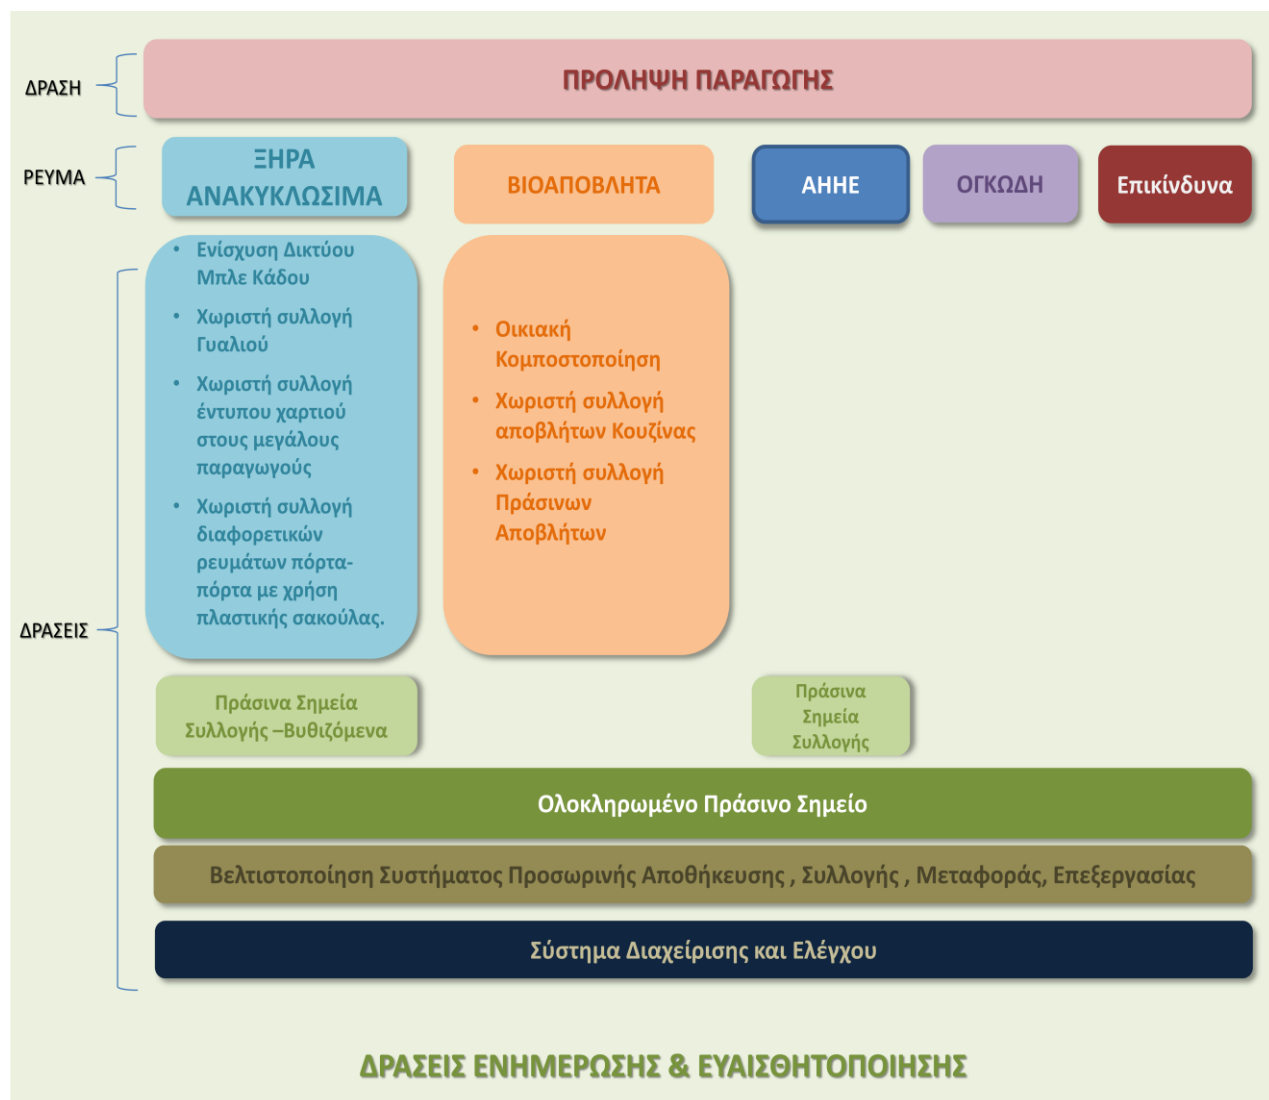 ΔΡΑΣΗ
ΠΡΟΛΗΨΗ ΠΑΡΑΓΩΓΗΣ
ΡΕΥΜΑ
ΞΗΡΑ
ΑΝΑΚΥΚΛΩΣΙΜΑ
ΒΙΟΑΠΟΒΛΗΤΑ
ΑΗΗΕ
ΟΓΚΩΔΗ
Επικίνδυνα
ΔΡΑΣΕΙΣ
• Ενίσχυση Δικτύου
Μπλε Κάδου
• Χωριστή συλλογή
Γυαλιού
• Χωριστή συλλογή
έντυπου χαρτιού
στους μεγάλους
παραγωγούς
• Χωριστή συλλογή
διαφορετικών
ρευμάτων πόρτα-
πόρτα με χρήση
πλαστικής σακούλας.
• Οικιακή
Κομποστοποίηση
• Χωριστή συλλογή
αποβλήτων Κουζίνας
• Χωριστή συλλογή
Πράσινων
Αποβλήτων
Πράσινα Σημεία
Συλλογής –Βυθιζόμενα
Πράσινα
Σημεία
Συλλογής
Ολοκληρωμένο Πράσινο Σημείο
Βελτιστοποίηση Συστήματος Προσωρινής Αποθήκευσης , Συλλογής , Μεταφοράς, Επεξεργασίας
Σύστημα Διαχείρισης και Ελέγχου
ΔΡΑΣΕΙΣ ΕΝΗΜΕΡΩΣΗΣ & ΕΥΑΙΣΘΗΤΟΠΟΙΗΣΗΣ